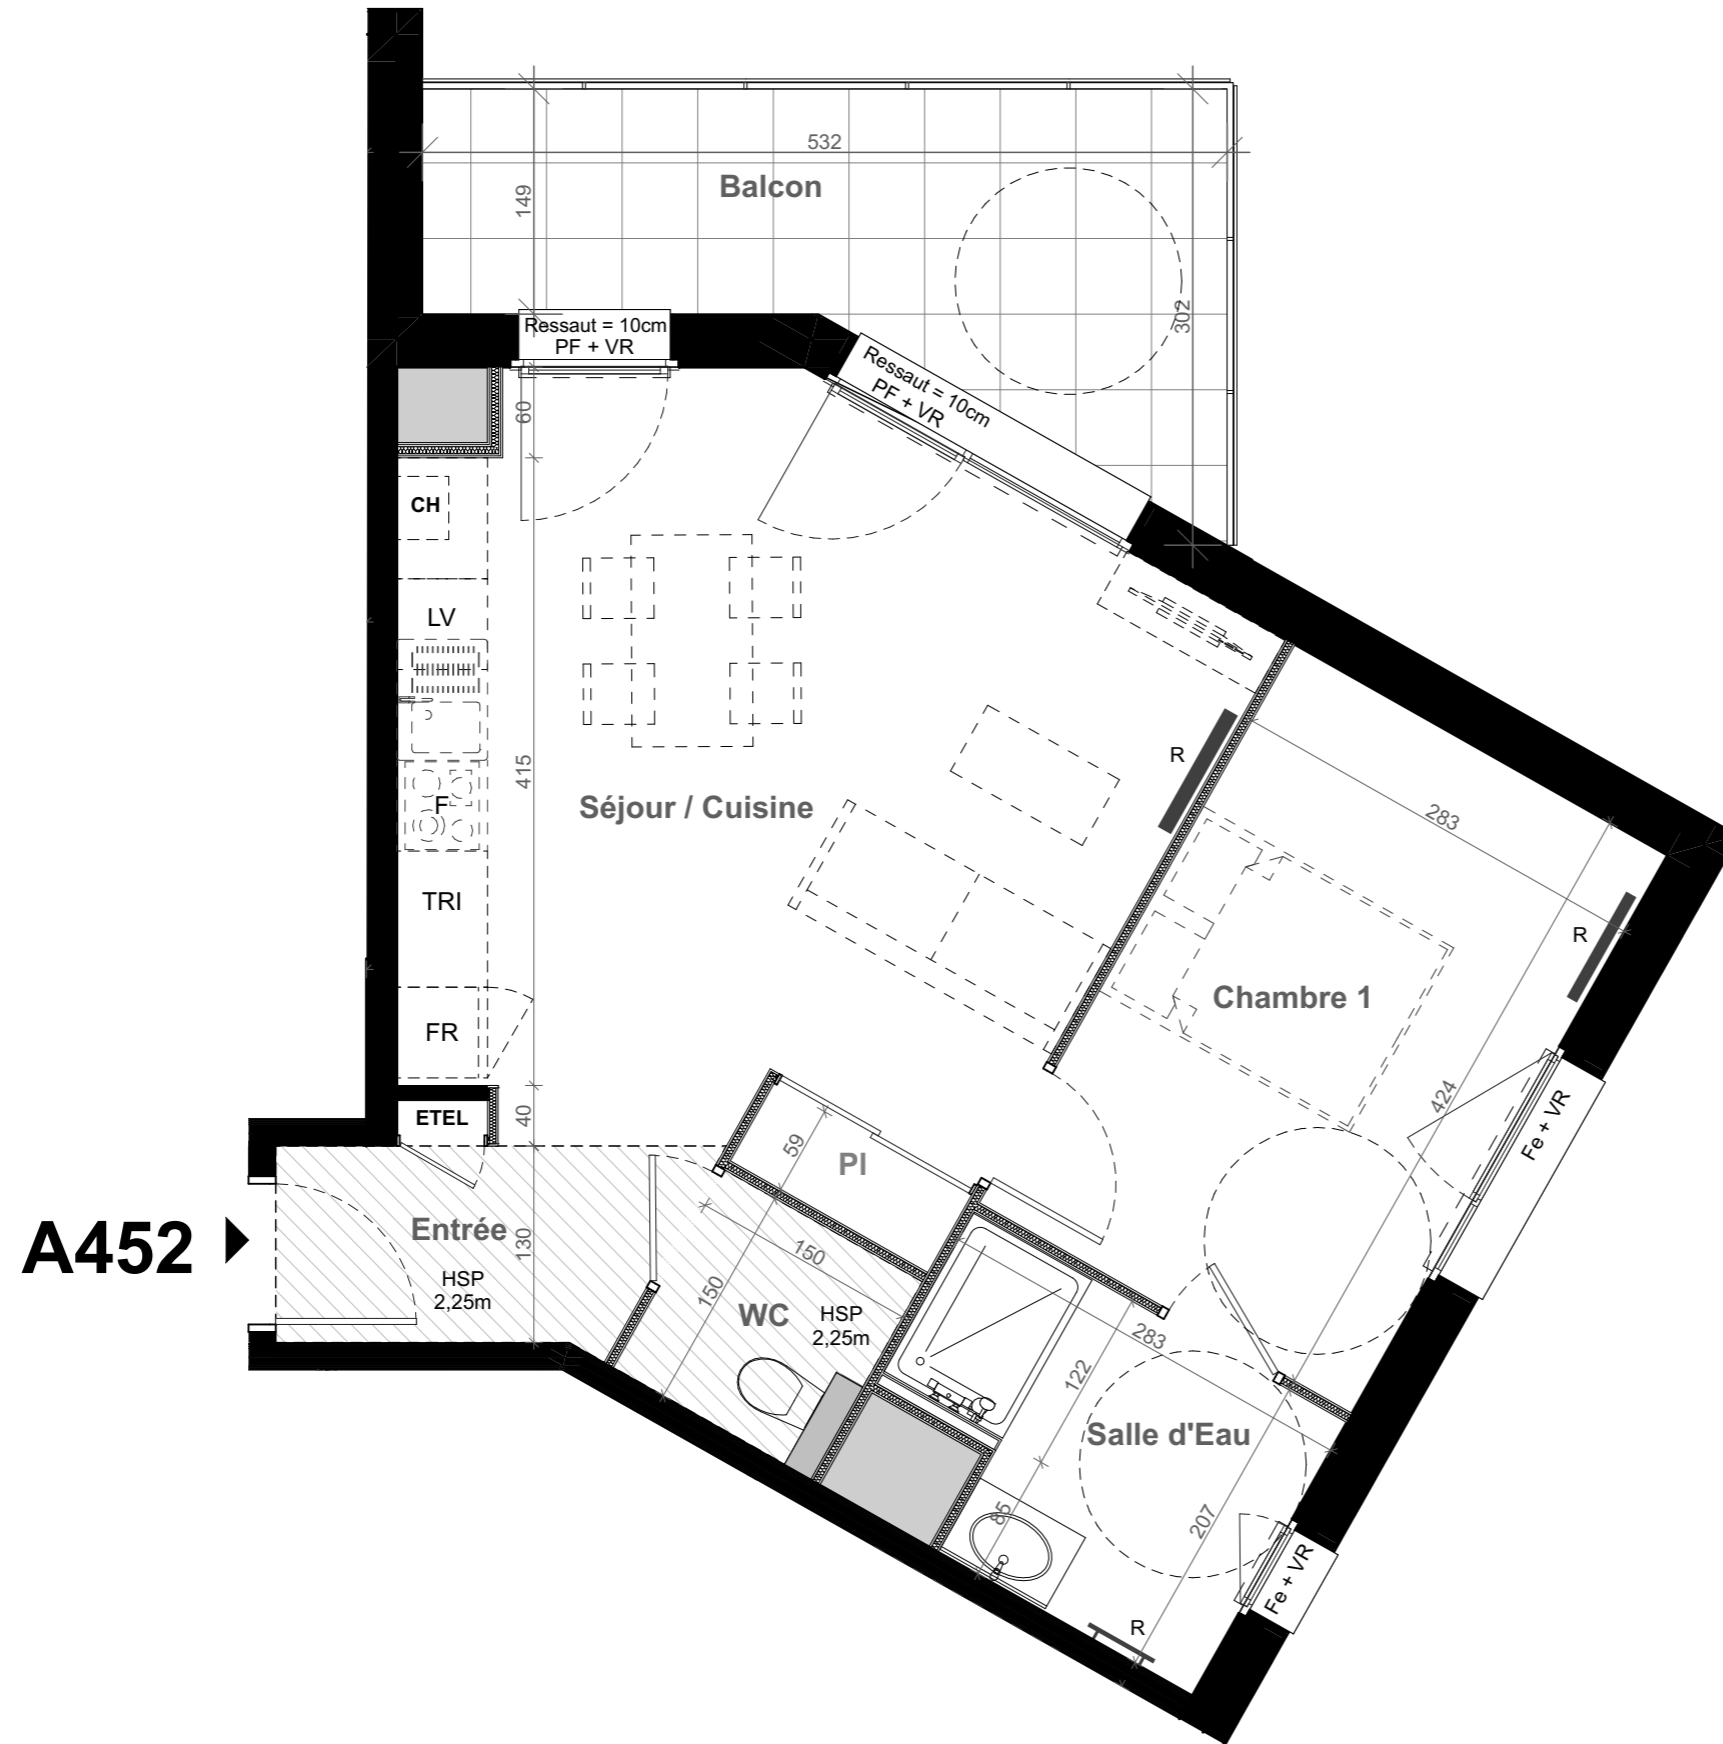 532
149
Balcon
302
Ressaut = 10cm
PF + VR
Ressaut = 10cm
PF + VR
60
CH
LV
415
Séjour / Cuisine
F
R
283
TRI
R
Chambre 1
FR
424
Fe + VR
ETEL
40
59
Pl
A452
Entrée
130
HSP
2,25m
150
150
WC
HSP
2,25m
283
122
Salle d'Eau
85
207
Fe + VR
R